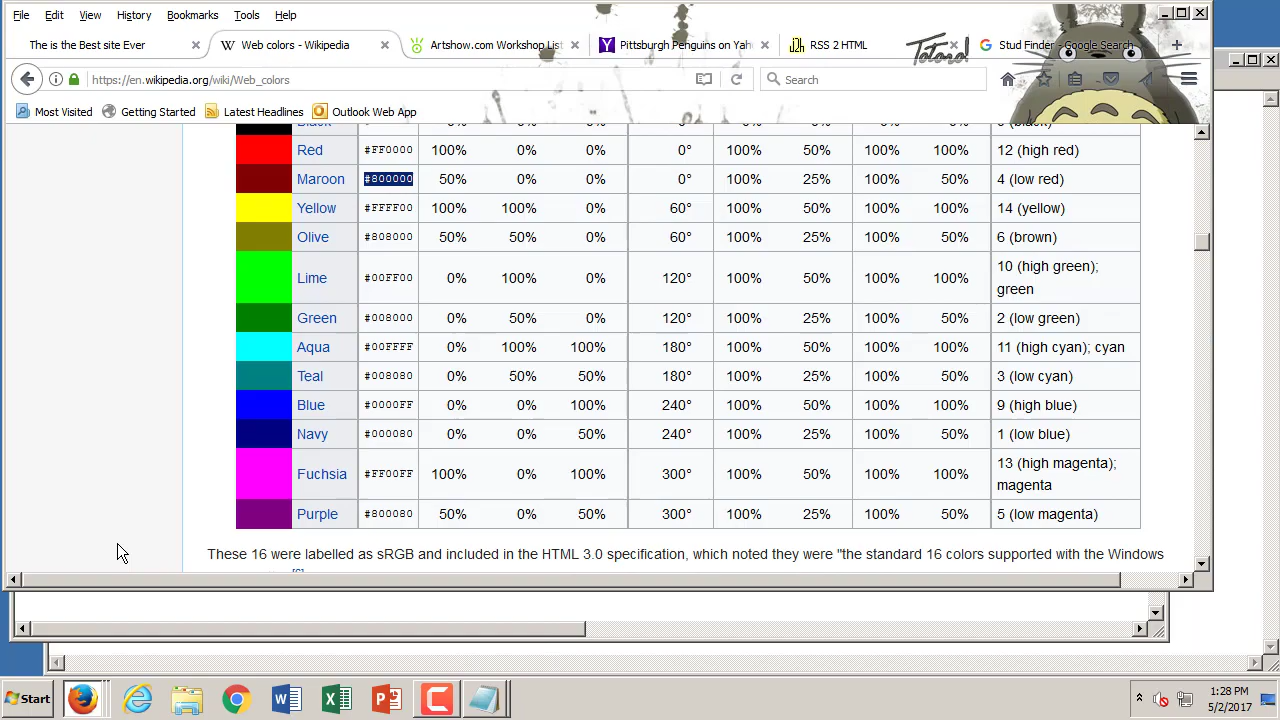 File Edit View History Bookmarks Tools Help
The is the Best site Ever
Web colors - Wikipedia
Artshow.com Workshop List
Pittsburgh Penguins on Yah
RSS 2 HTML
Totoro!
Stud Finder - Google Search
https://en.wikipedia.org/wiki/Web_colors
Search
Most Visited Getting Started Latest Headlines Outlook Web App
Red #FF0000 100% 0% 0% 0° 100% 50% 100% 100% 12 (high red)
Maroon #800000 50% 0% 0% 0° 100% 25% 100% 50% 4 (low red)
Yellow #FFFF00 100% 100% 0% 60° 100% 50% 100% 100% 14 (yellow)
Olive #808000 50% 50% 0% 60° 100% 25% 100% 50% 6 (brown)
Lime #00FF00 0% 100% 0% 120° 100% 50% 100% 100% 10 (high green);
green
Green #008000 0% 50% 0% 120° 100% 25% 100% 50% 2 (low green)
Aqua #00FFFF 0% 100% 100% 180° 100% 50% 100% 100% 11 (high cyan); cyan
Teal #008080 0% 50% 50% 180° 100% 25% 100% 50% 3 (low cyan)
Blue #0000FF 0% 0% 100% 240° 100% 50% 100% 100% 9 (high blue)
Navy #000080 0% 0% 50% 240° 100% 25% 100% 50% 1 (low blue)
Fuchsia #FF00FF 100% 0% 100% 300° 100% 50% 100% 100% 13 (high magenta);
magenta
Purple #800080 50% 0% 50% 300° 100% 25% 100% 50% 5 (low magenta)
These 16 were labelled as sRGB and included in the HTML 3.0 specification, which noted they were "the standard 16 colors supported with the Windows
Start
1:28 PM
5/2/2017